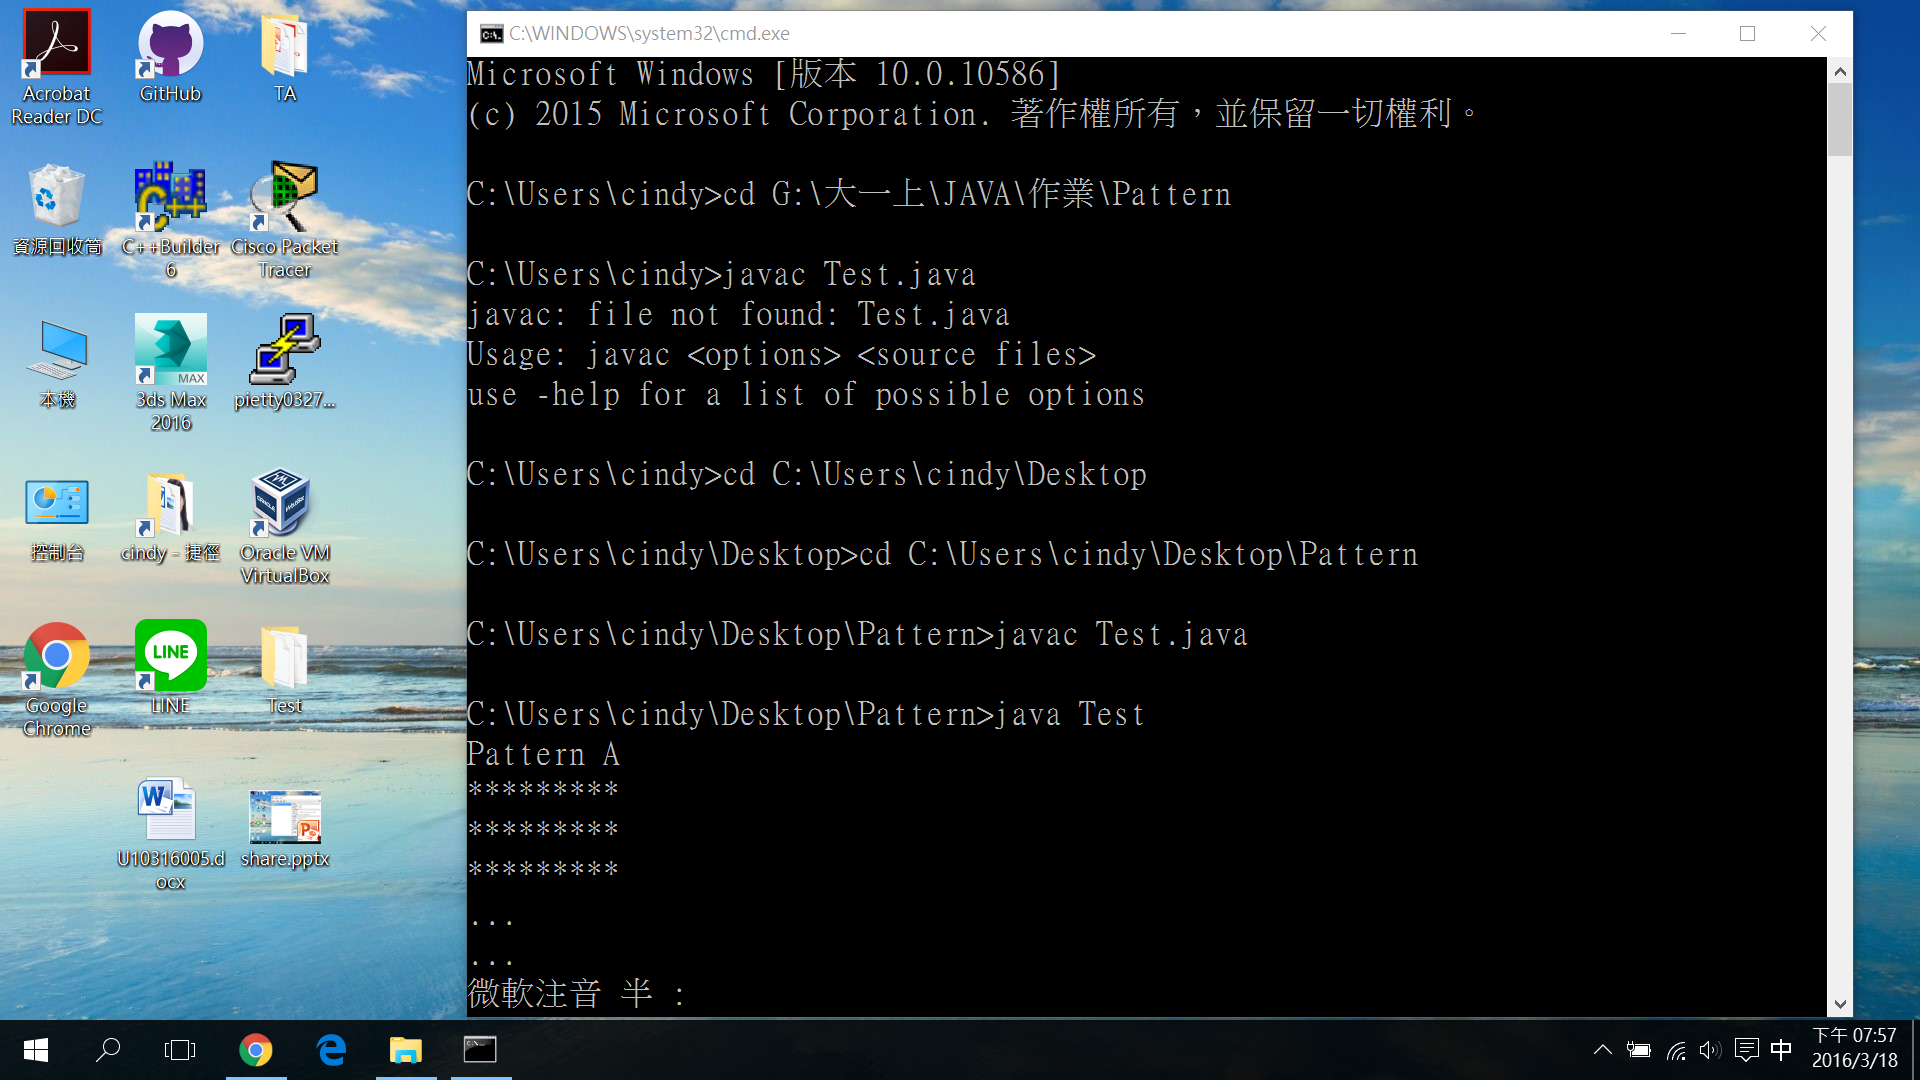 Acrobat
Reader DC
GitHub
TA
資源回收筒
C++Builder
6
Cisco Packet
Tracer
本機
MAX
3ds Max
2016
pietty0327...
控制台
cindy - 捷徑
Oracle VM
VirtualBox
Google
Chrome
LINE
LINE
Test
U10316005.d
ocx
share.pptx
C:\WINDOWS\system32\cmd.exe
Microsoft Windows [版本 10.0.10586]
(c) 2015 Microsoft Corporation. 著作權所有，並保留一切權利。
C:\Users\cindy>cd G:\大一上\JAVA\作業\Pattern
C:\Users\cindy>javac Test.java
javac: file not found: Test.java
Usage: javac <options> <source files>
use -help for a list of possible options
C:\Users\cindy>cd C:\Users\cindy\Desktop
C:\Users\cindy\Desktop>cd C:\Users\cindy\Desktop\Pattern
C:\Users\cindy\Desktop\Pattern>javac Test.java
C:\Users\cindy\Desktop\Pattern>java Test
Pattern A
*********
*********
*********
...
...
微軟注音 半 :
中
下午 07:57
2016/3/18